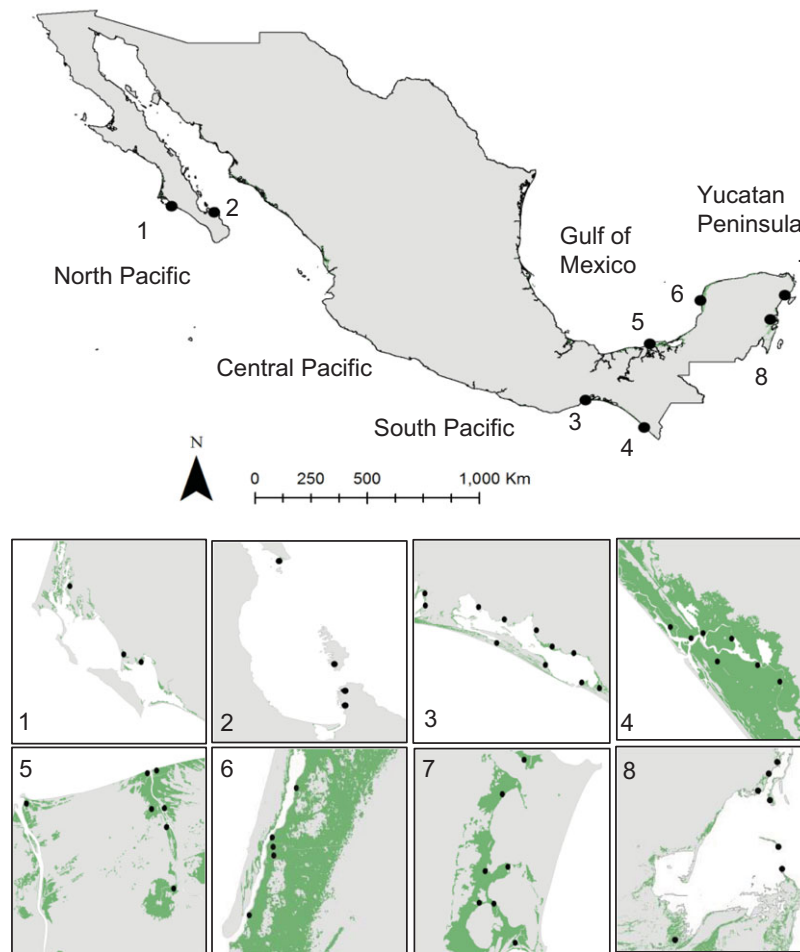 Yucatan
Peninsula
Gulf of
Mexico
1
2
North Pacific
6
5
8
Central Pacific
South Pacific
3
4
N
0 250 500 1,000 Km
1
2
3
4
5
6
7
8